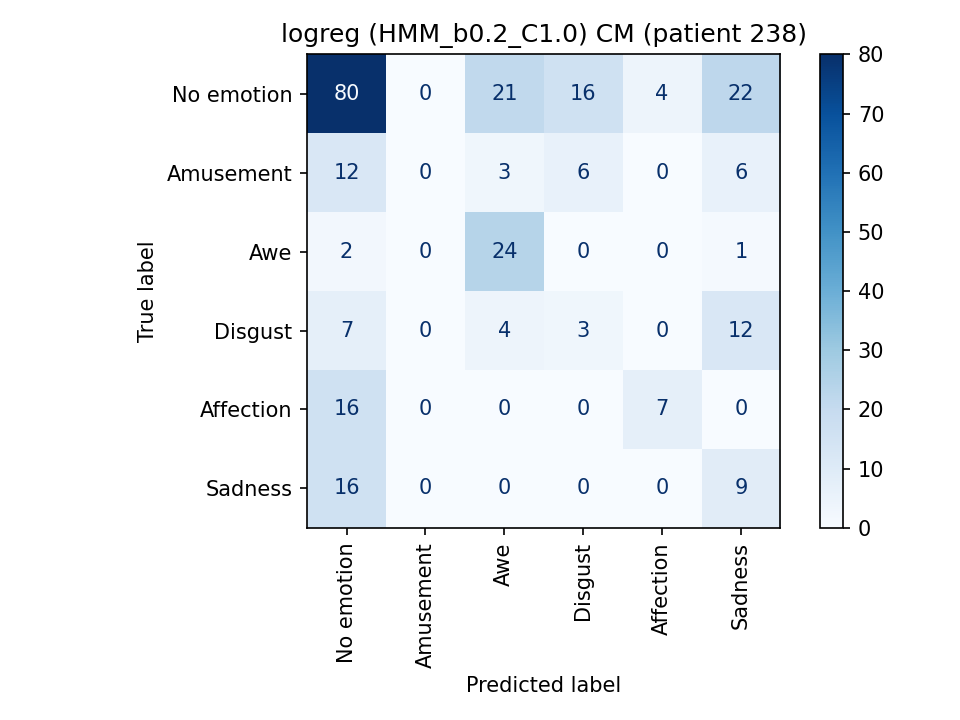 logreg (HMM_b0.2_C1.0) CM (patient 238)
No emotion 80 0 21 16 4 22
Amusement 12 0 3 6 0 6
Awe 2 0 24 0 0 1
Disgust 7 0 4 3 0 12
Affection 16 0 0 0 7 0
Sadness 16 0 0 0 0 9
True label
No emotion
Amusement
Awe
Disgust
Affection
Sadness
Predicted label
80
70
60
50
40
30
20
10
0